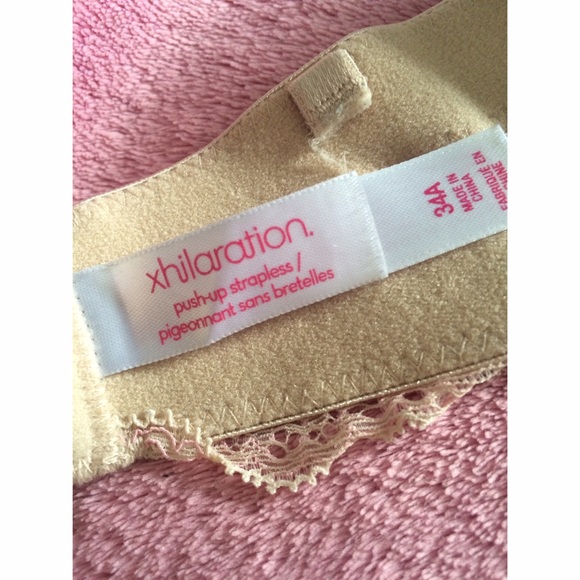 xhilaration.
push-up strapless /
pigeonnant sans bretelles
34A
MADE IN
CHINA
FABRIQUÉ EN
CHINE